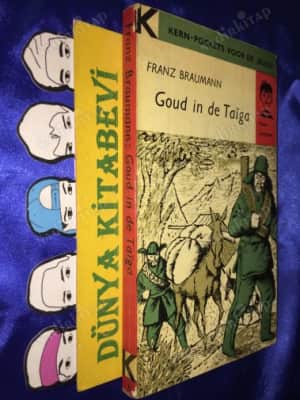 K
KERN-POCKETS VOOR DE JEUGD
FRANZ BRAUMANN
Goud in de Taïga
Franz Braumann: Goud in de Taïga
K
DÜNYA KİTABEVİ